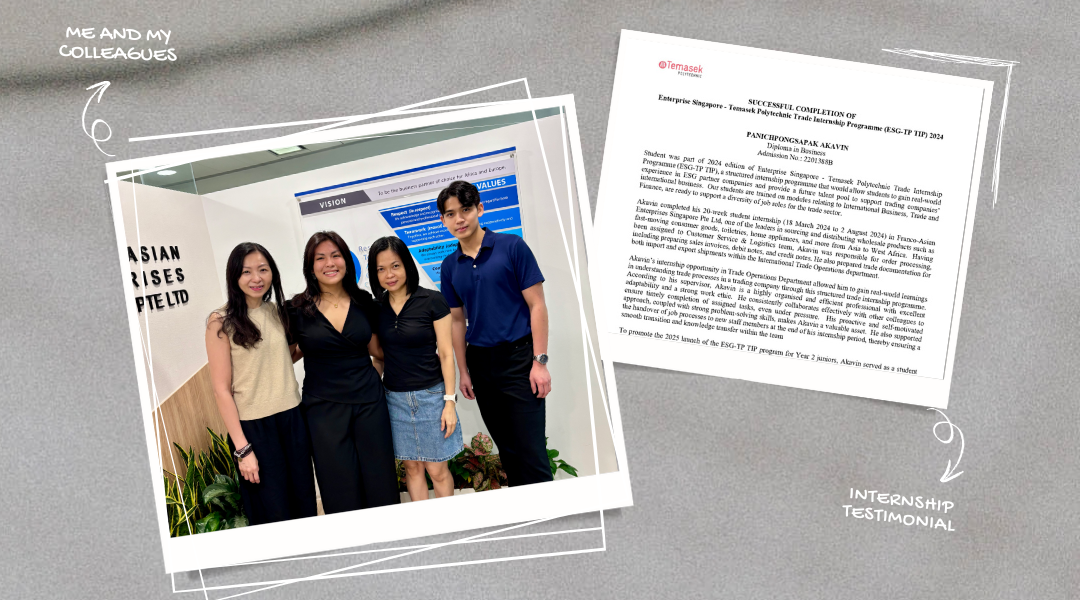 ME AND MY
COLLEAGUES
ASIAN
RISES
PTE LTD
VISION
To be the business partner of choice for Africa and Europe.
VALUES
Temasek
POLYTECHNIC
SUCCESSFUL COMPLETION OF
Enterprise Singapore - Temasek Polytechnic Trade Internship Programme (ESG-TP TIP) 2024
PANICHPONGSAPAK AKAVIN
Diploma in Business
Admission No.: 2201388B
Student was part of 2024 edition of Enterprise Singapore - Temasek Polytechnic Trade Internship
Programme (ESG-TP TIP), a structured internship programme that would allow students to gain real-world
experience in ESG partner companies and provide a future talent pool to support trading companies'
international business. Our students are trained on modules relating to International Business, Trade and
Finance, are ready to support a diversity of job roles for the trade sector.
Akavin completed his 20-week student internship (18 March 2024 to 2 August 2024) in Franco-Asian
Enterprises Singapore Pte Ltd, one of the leaders in sourcing and distributing wholesale products such as
fast-moving consumer goods, toiletries, home appliances, and more from Asia to West Africa. Having
been assigned to Customer Service & Logistics team, Akavin was responsible for order processing,
including preparing sales invoices, debit notes, and credit notes. He also prepared trade documentation for
both import and export shipments within the International Trade Operations department.
Akavin's internship opportunity in Trade Operations Department allowed him to gain real-world learnings
in understanding trade processes in a trading company through this structured trade internship programme.
According to his supervisor, Akavin is a highly organised and efficient professional with excellent
adaptability and a strong work ethic. He consistently collaborates effectively with other colleagues to
ensure timely completion of assigned tasks, even under pressure. His proactive and self-motivated
approach, coupled with strong problem-solving skills, makes Akavin a valuable asset. He also supported
the handover of job processes to new staff members at the end of his internship period, thereby ensuring a
smooth transition and knowledge transfer within the team.
To promote the 2025 launch of the ESG-TP TIP program for Year 2 juniors, Akavin served as a student
INTERNSHIP
TESTIMONIAL